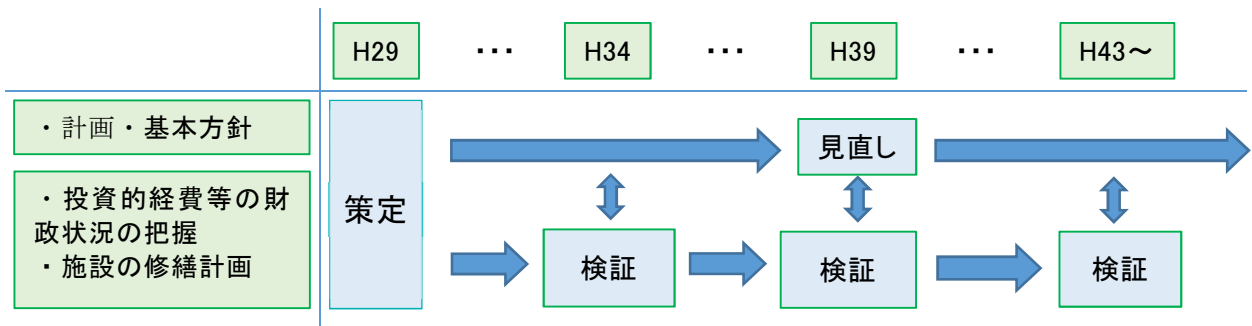 H29 ・・・ H34 ・・・ H39 ・・・ H43～
・計画・基本方針
見直し
・投資的経費等の財
政状況の把握
・施設の修繕計画
策定
検証 検証 検証